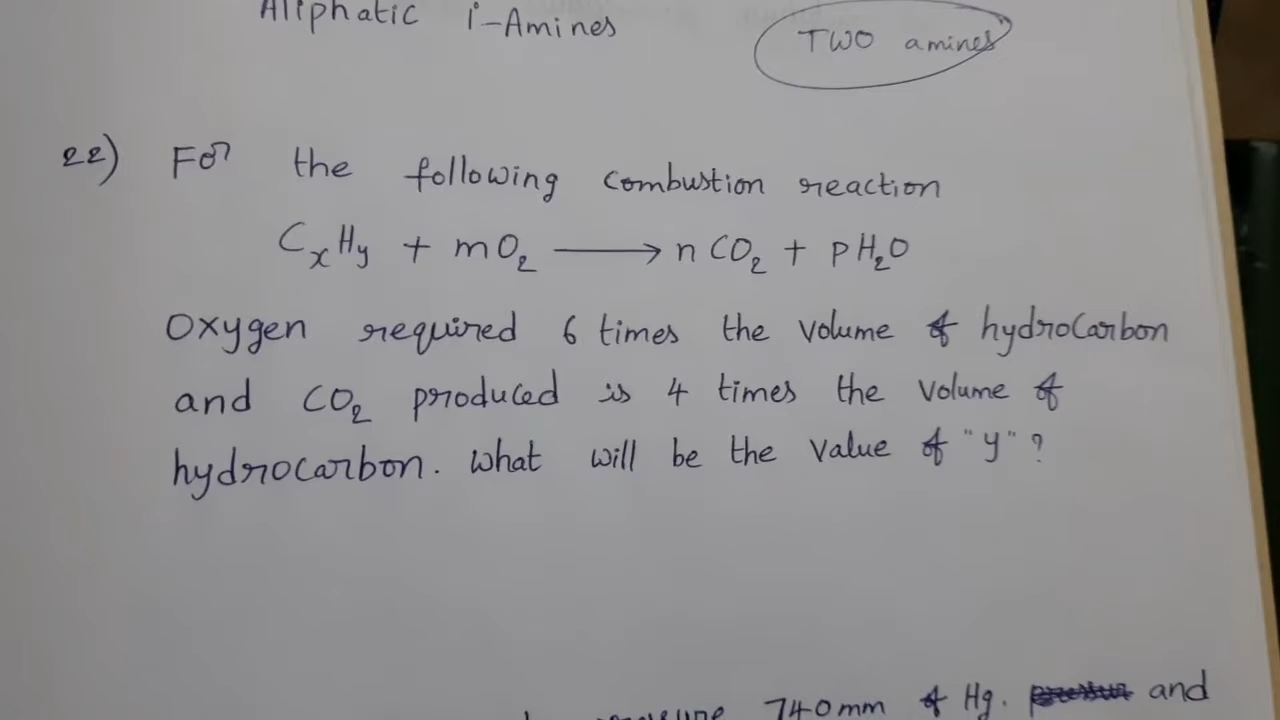 Aliphatic i-Amines
TWO amines
22) For the following combustion reaction
CxHy + mO2 ⟶ nCO2 + pH2O
Oxygen required 6 times the volume of hydrocarbon
and CO2 produced is 4 times the volume of
hydrocarbon. What will be the value of "y" ?
740mm of Hg. and